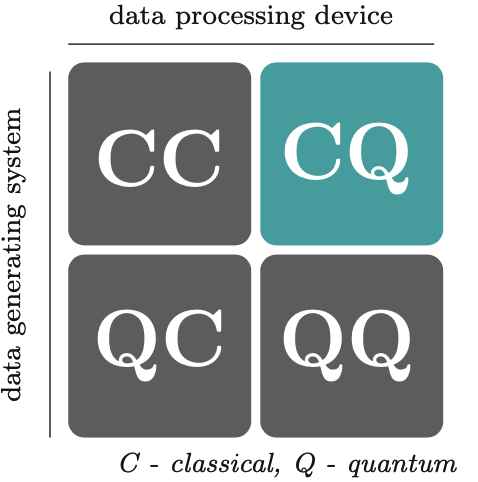 data processing device
data generating system
CC
CQ
QC
QQ
C - classical, Q - quantum